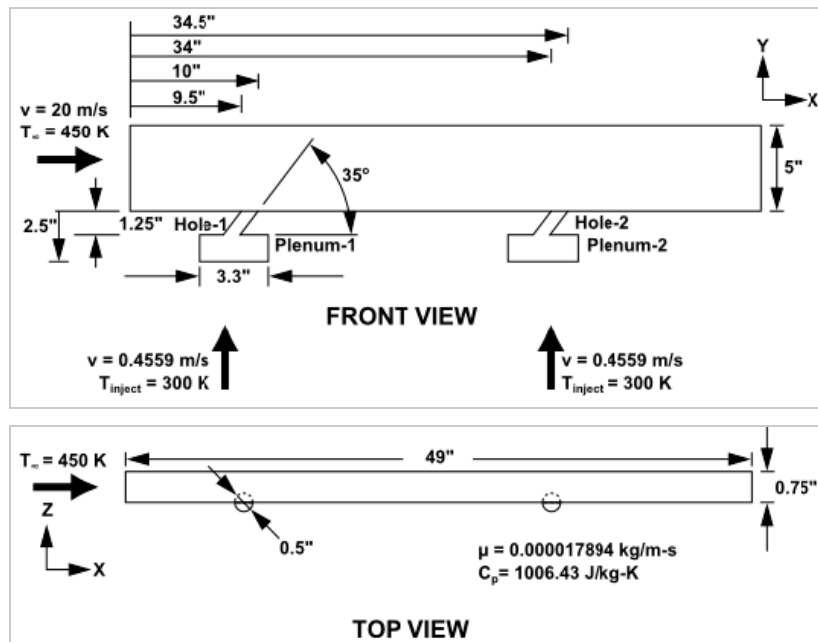 34.5"
34"
10"
9.5"
v = 20 m/s
T∞ = 450 K
Y
X
35°
5"
2.5"
1.25"
Hole-1
Plenum-1
Hole-2
Plenum-2
3.3"
FRONT VIEW
v = 0.4559 m/s
Tinject = 300 K
v = 0.4559 m/s
Tinject = 300 K
T∞ = 450 K
49"
0.75"
Z
X
0.5"
μ = 0.000017894 kg/m-s
Cp= 1006.43 J/kg-K
TOP VIEW